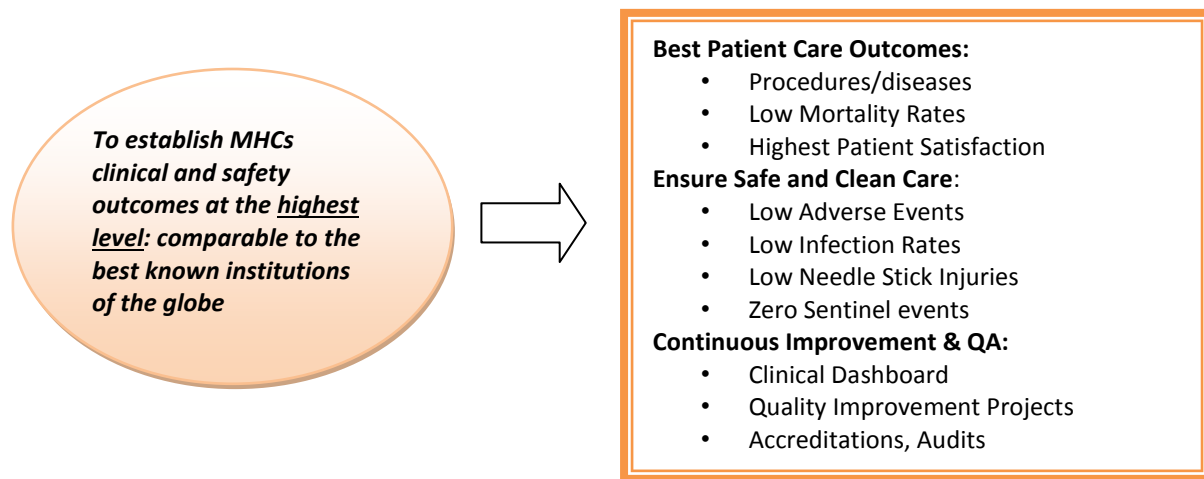 To establish MHCs
clinical and safety
outcomes at the highest
level: comparable to the
best known institutions
of the globe
Best Patient Care Outcomes:
• Procedures/diseases
• Low Mortality Rates
• Highest Patient Satisfaction
Ensure Safe and Clean Care:
• Low Adverse Events
• Low Infection Rates
• Low Needle Stick Injuries
• Zero Sentinel events
Continuous Improvement & QA:
• Clinical Dashboard
• Quality Improvement Projects
• Accreditations, Audits